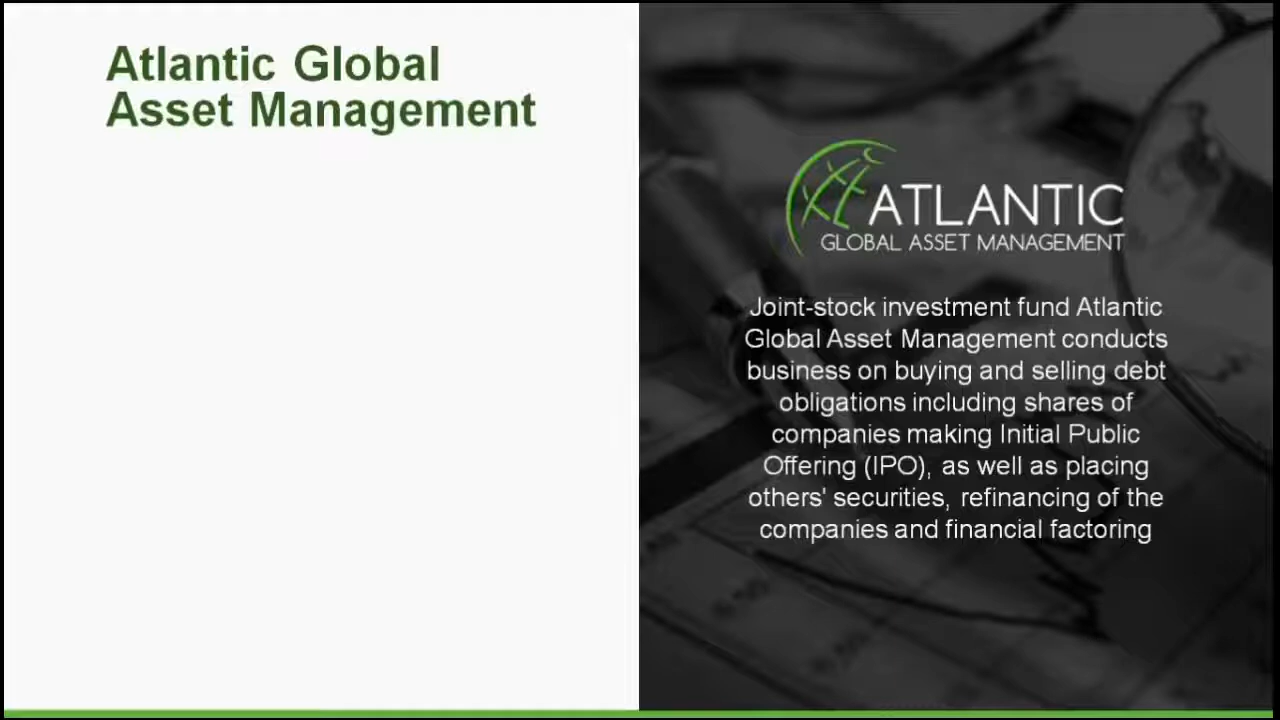 Atlantic Global
Asset Management
ATLANTIC
GLOBAL ASSET MANAGEMENT
Joint-stock investment fund Atlantic
Global Asset Management conducts
business on buying and selling debt
obligations including shares of
companies making Initial Public
Offering (IPO), as well as placing
others' securities, refinancing of the
companies and financial factoring